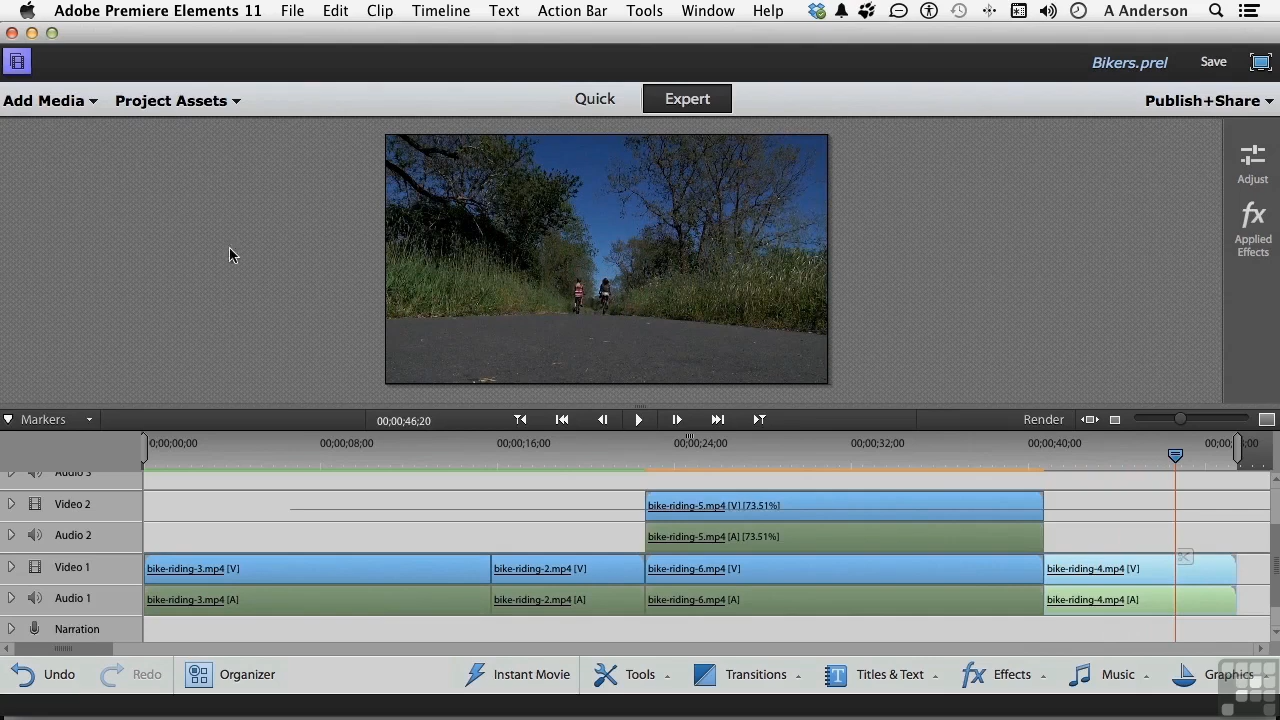 Adobe Premiere Elements 11 File Edit Clip Timeline Text Action Bar Tools Window Help A Anderson
Bikers.prel Save
Add Media Project Assets Quick Expert Publish+Share
Adjust
Applied
Effects
Markers 00;00;46;20 Render
0;00;00;00 00;00;08;00 00;00;16;00 00;00;24;00 00;00;32;00 00;00;40;00
Audio 3
Video 2 bike-riding-5.mp4 [V] [73.51%]
Audio 2 bike-riding-5.mp4 [A] [73.51%]
Video 1 bike-riding-3.mp4 [V] bike-riding-2.mp4 [V] bike-riding-6.mp4 [V] bike-riding-4.mp4 [V]
Audio 1 bike-riding-3.mp4 [A] bike-riding-2.mp4 [A] bike-riding-6.mp4 [A] bike-riding-4.mp4 [A]
Narration
Undo Redo Organizer Instant Movie Tools Transitions Titles & Text Effects Music Graphics